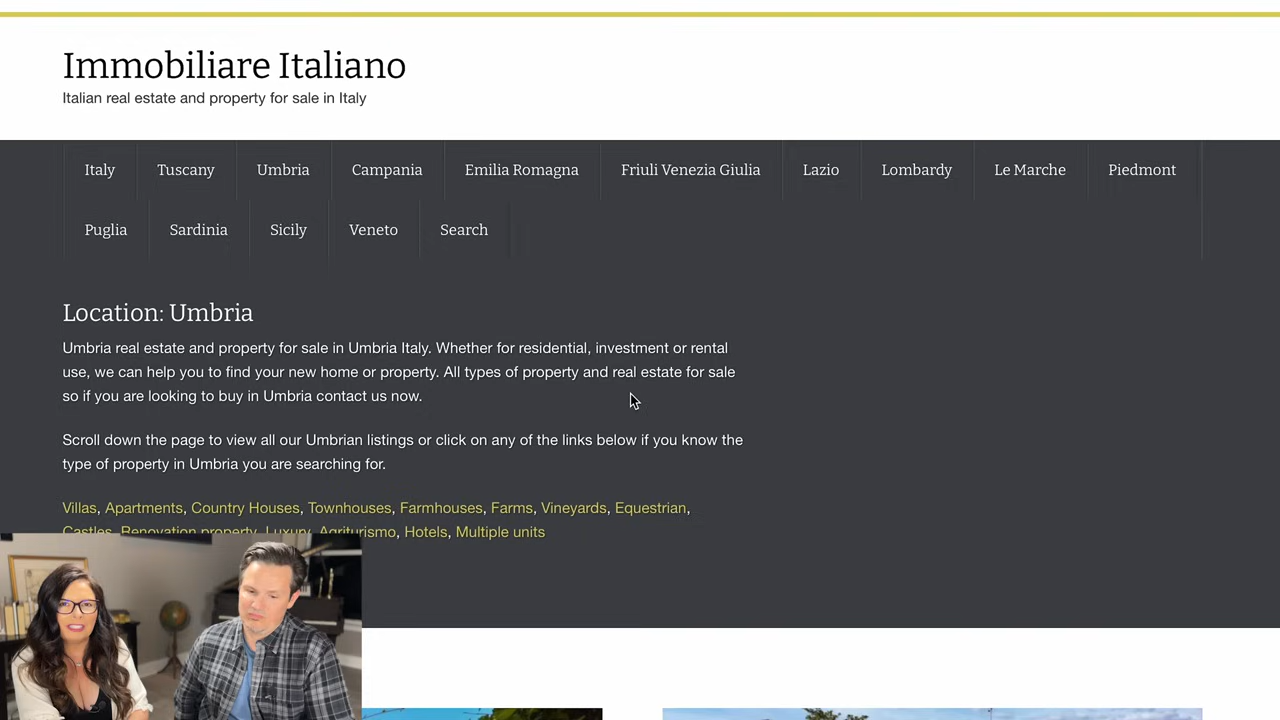 Immobiliare Italiano
Italian real estate and property for sale in Italy
Italy Tuscany Umbria Campania Emilia Romagna Friuli Venezia Giulia Lazio Lombardy Le Marche Piedmont
Puglia Sardinia Sicily Veneto Search
Location: Umbria
Umbria real estate and property for sale in Umbria Italy. Whether for residential, investment or rental
use, we can help you to find your new home or property. All types of property and real estate for sale
so if you are looking to buy in Umbria contact us now.
Scroll down the page to view all our Umbrian listings or click on any of the links below if you know the
type of property in Umbria you are searching for.
Villas, Apartments, Country Houses, Townhouses, Farmhouses, Farms, Vineyards, Equestrian,
Castles, Renovation property, Luxury, Agriturismo, Hotels, Multiple units